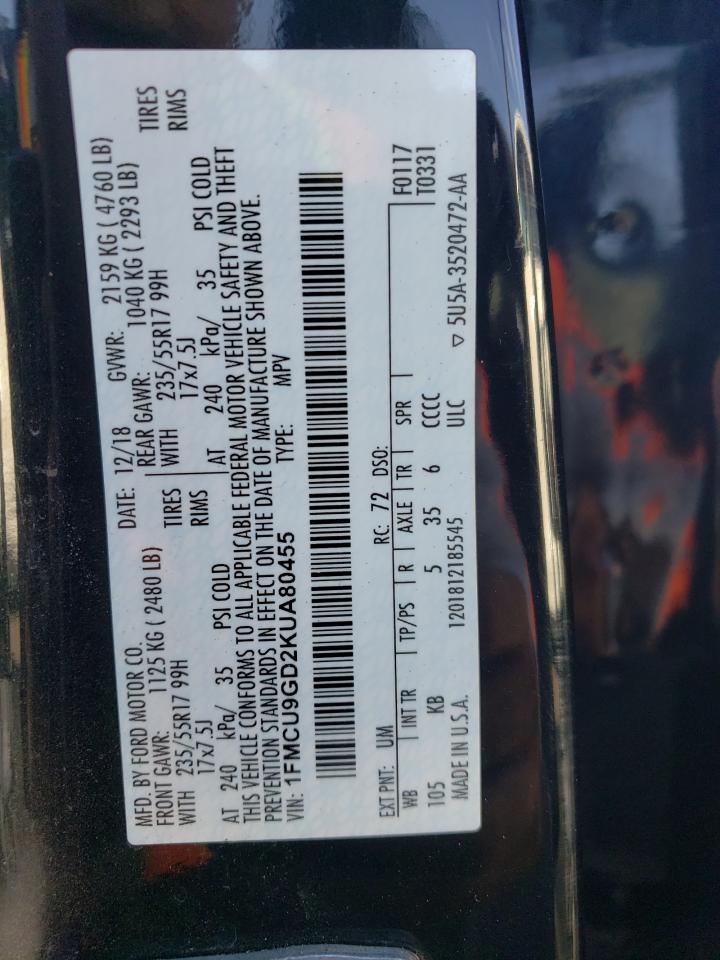 MFD. BY FORD MOTOR CO.
DATE: 12/18 GVWR: 2159 KG ( 4760 LB)
FRONT GAWR: 1125 KG ( 2480 LB) REAR GAWR: 1040 KG ( 2293 LB)
WITH 235/55R17 99H TIRES WITH 235/55R17 99H TIRES
17x7.5J RIMS 17x7.5J RIMS
AT 240 kPa/ 35 PSI COLD AT 240 kPa/ 35 PSI COLD
THIS VEHICLE CONFORMS TO ALL APPLICABLE FEDERAL MOTOR VEHICLE SAFETY AND THEFT
PREVENTION STANDARDS IN EFFECT ON THE DATE OF MANUFACTURE SHOWN ABOVE.
VIN: 1FMCU9GD2KUA80455 TYPE: MPV
EXT PNT: UM RC: 72 DSO: F0117
T0331
WB INT TR TP/PS R AXLE TR SPR
105 KB 5 35 6 CCCC
MADE IN U.S.A. 1201812185545 ULC ▽ 5U5A-3520472-AA